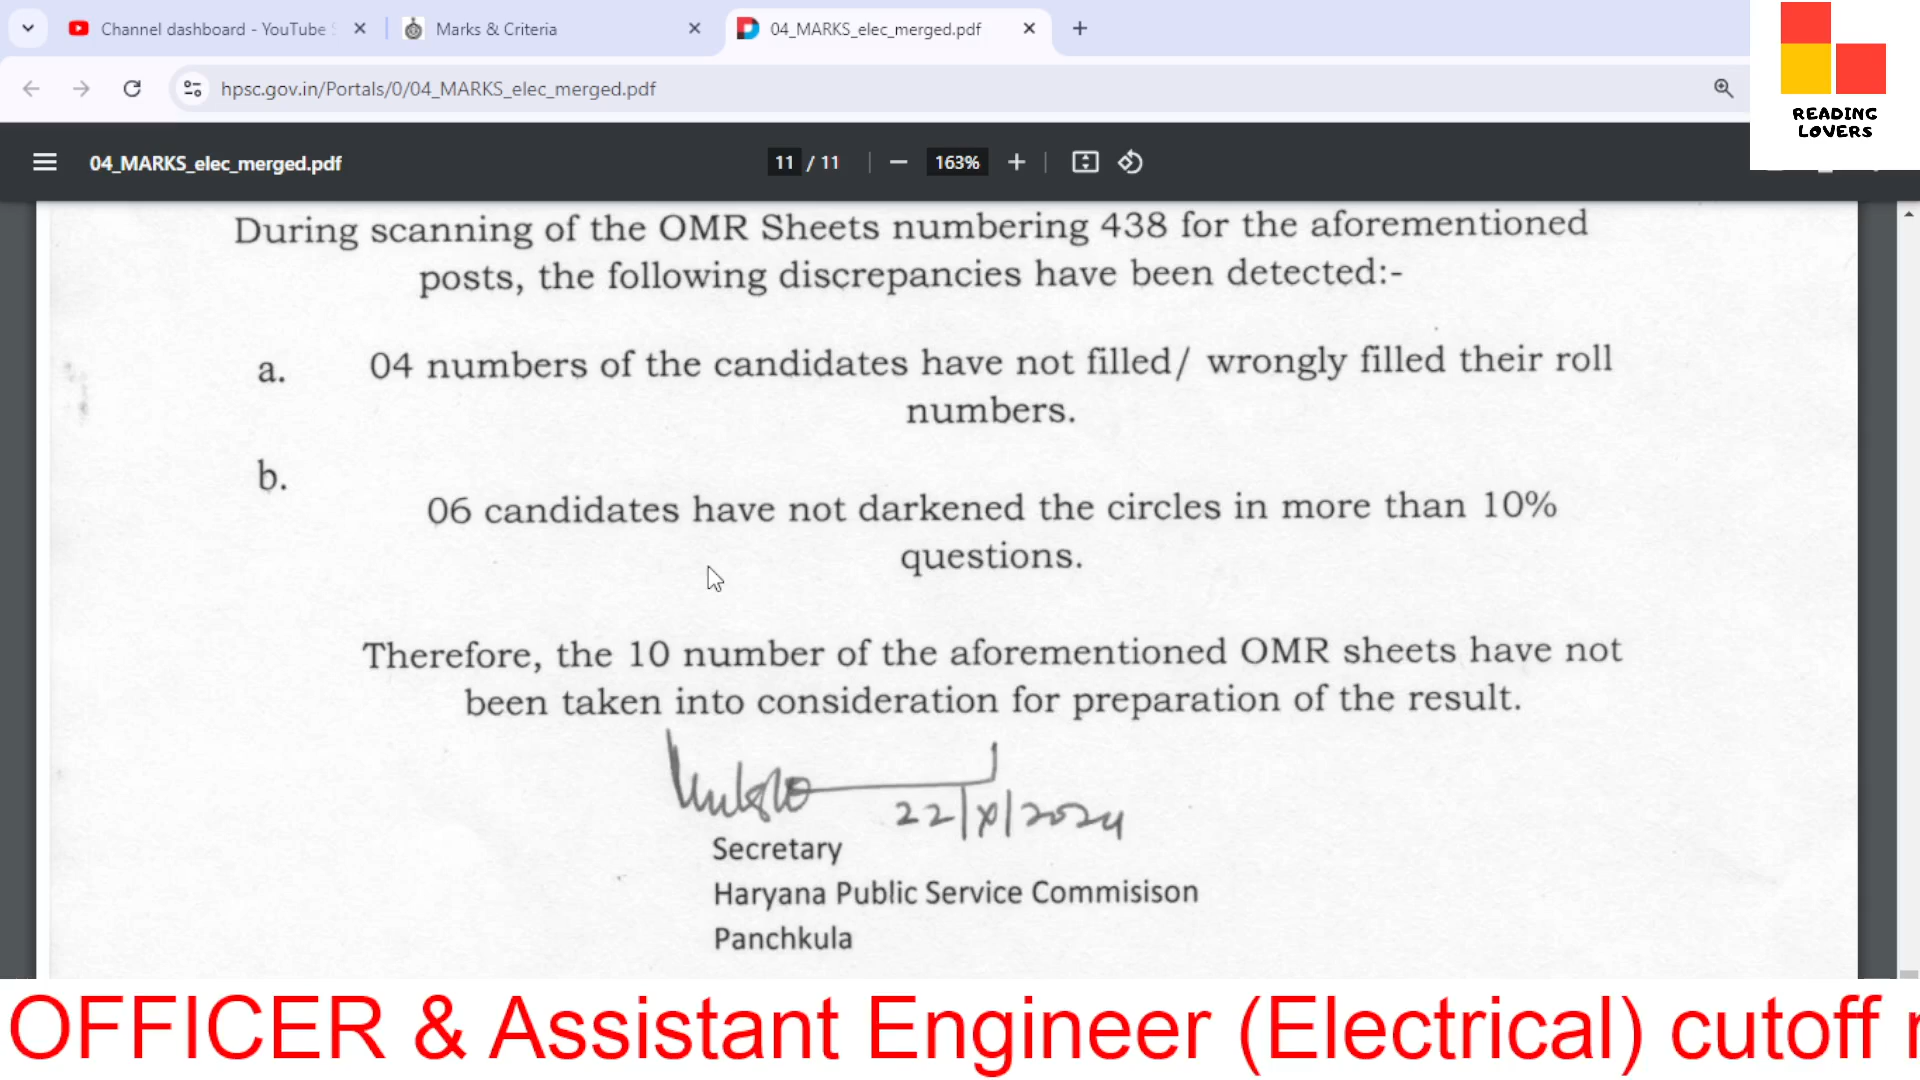 Channel dashboard - YouTube
Marks & Criteria
04_MARKS_elec_merged.pdf
hpsc.gov.in/Portals/0/04_MARKS_elec_merged.pdf
READING
LOVERS
04_MARKS_elec_merged.pdf
11 / 11
163%
During scanning of the OMR Sheets numbering 438 for the aforementioned
posts, the following discrepancies have been detected:-
a. 04 numbers of the candidates have not filled/ wrongly filled their roll
numbers.
b.
06 candidates have not darkened the circles in more than 10%
questions.
Therefore, the 10 number of the aforementioned OMR sheets have not
been taken into consideration for preparation of the result.
22/X/2024
Secretary
Haryana Public Service Commisison
Panchkula
OFFICER & Assistant Engineer (Electrical) cutoff